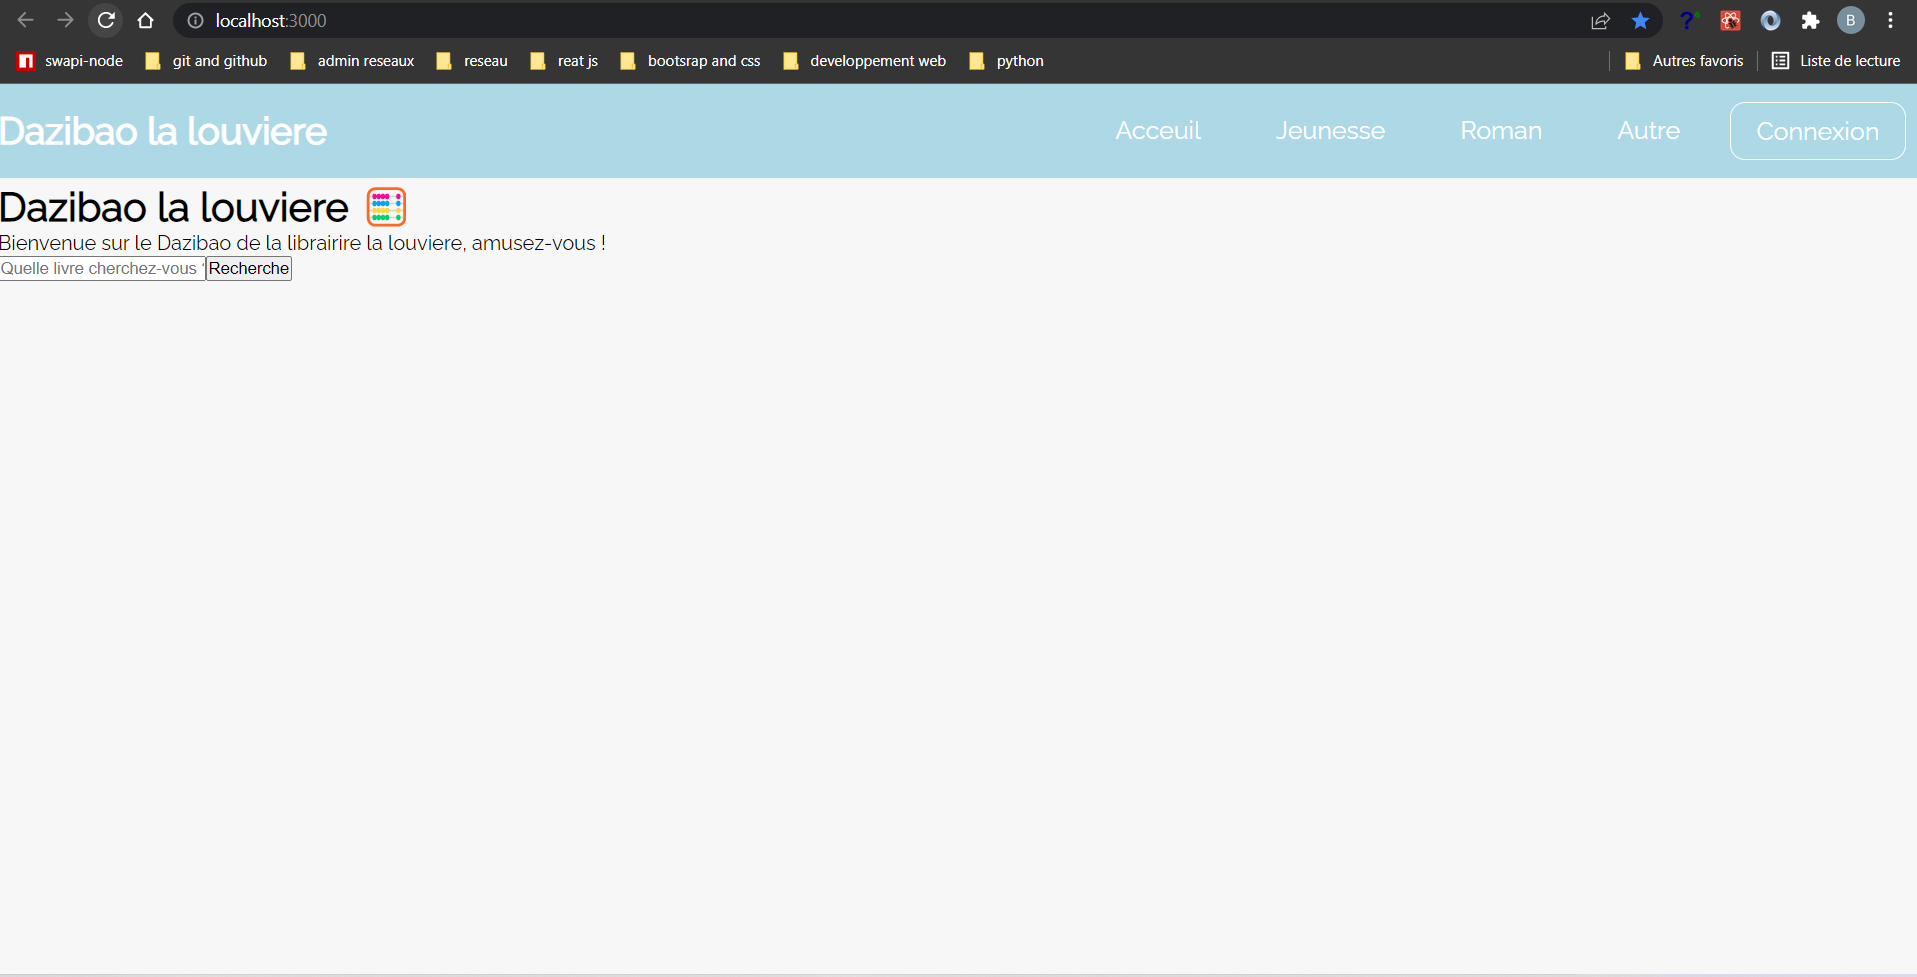 localhost:3000
B
swapi-node git and github admin reseaux reseau reat js bootsrap and css developpement web python Autres favoris Liste de lecture
Dazibao la louviere Acceuil Jeunesse Roman Autre Connexion
Dazibao la louviere
Bienvenue sur le Dazibao de la librairire la louviere, amusez-vous !
Quelle livre cherchez-vous Recherche